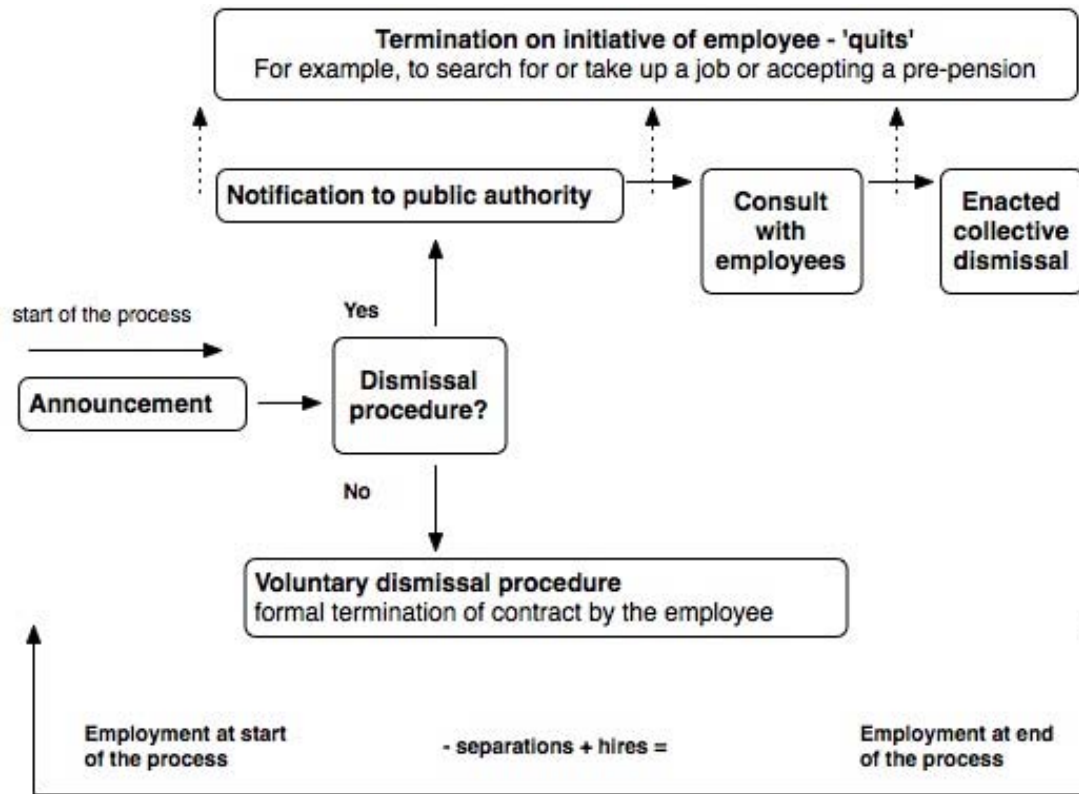 Termination on initiative of employee - 'quits'
For example, to search for or take up a job or accepting a pre-pension
Notification to public authority
Consult
with
employees
Enacted
collective
dismissal
start of the process
Yes
Announcement
Dismissal
procedure?
No
Voluntary dismissal procedure
formal termination of contract by the employee
Employment at start
of the process
- separations + hires =
Employment at end
of the process